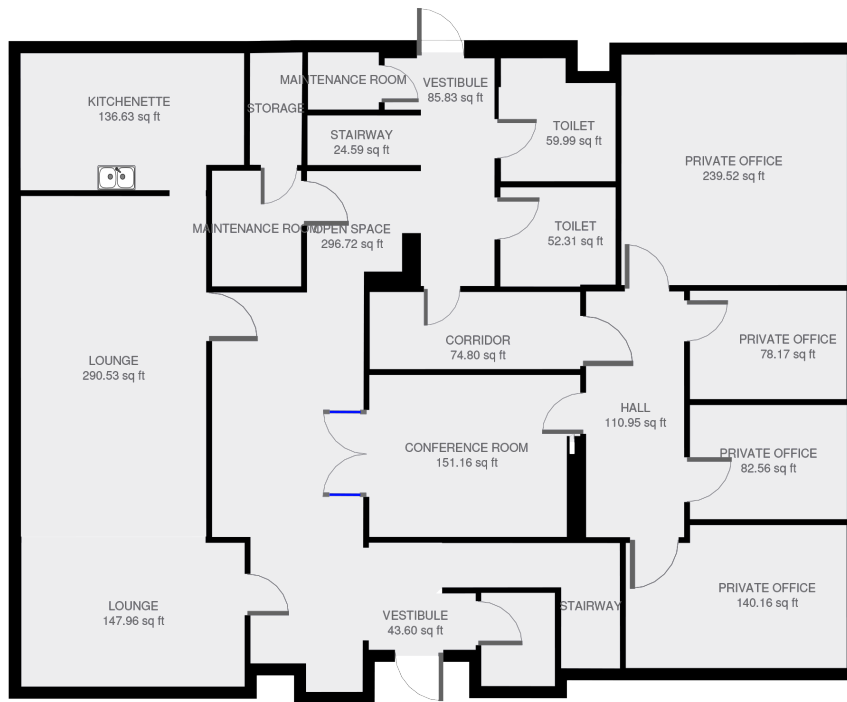 MAINTENANCE ROOM
KITCHENETTE
136.63 sq ft
STORAGE
VESTIBULE
85.83 sq ft
STAIRWAY
24.59 sq ft
TOILET
59.99 sq ft
PRIVATE OFFICE
239.52 sq ft
MAINTENANCE ROOM
OPEN SPACE
296.72 sq ft
TOILET
52.31 sq ft
CORRIDOR
74.80 sq ft
PRIVATE OFFICE
78.17 sq ft
LOUNGE
290.53 sq ft
HALL
110.95 sq ft
CONFERENCE ROOM
151.16 sq ft
PRIVATE OFFICE
82.56 sq ft
LOUNGE
147.96 sq ft
VESTIBULE
43.60 sq ft
STAIRWAY
PRIVATE OFFICE
140.16 sq ft